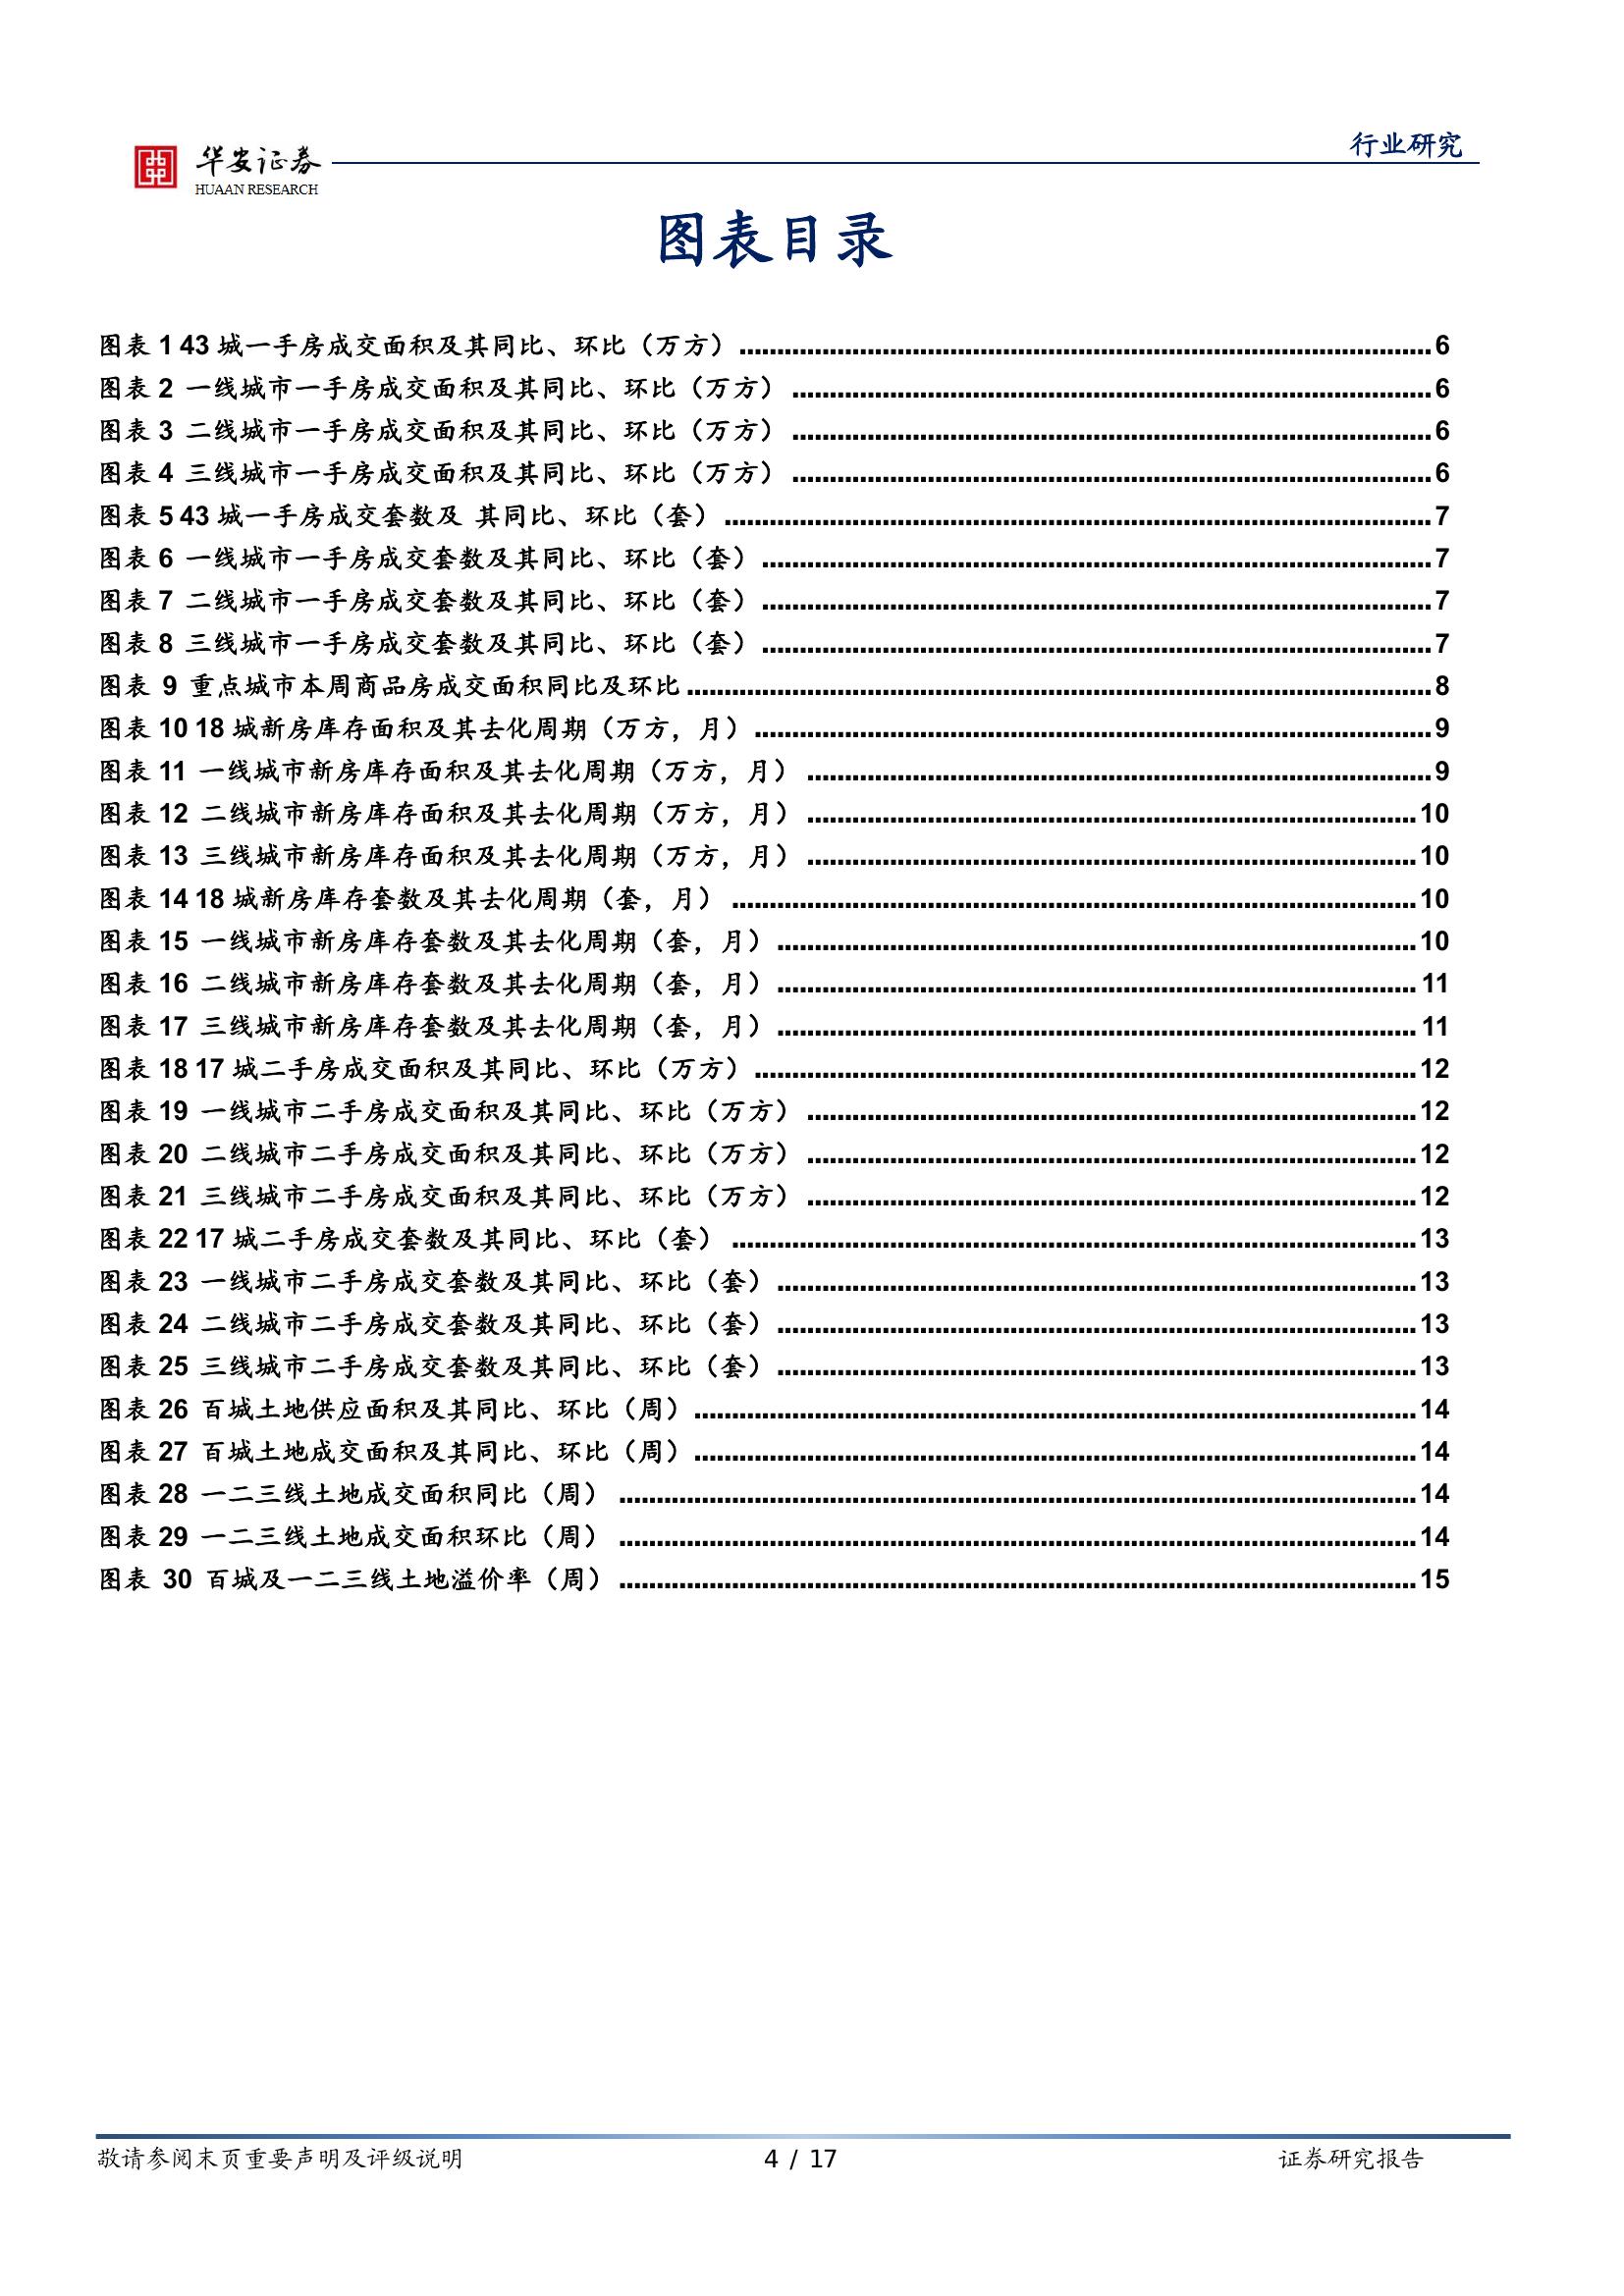 行业研究
华安证券
HUAAN RESEARCH
图表目录
图表 1 43 城一手房成交面积及其同比、环比（万方）......6
图表 2 一线城市一手房成交面积及其同比、环比（万方）......6
图表 3 二线城市一手房成交面积及其同比、环比（万方）......6
图表 4 三线城市一手房成交面积及其同比、环比（万方）......6
图表 5 43 城一手房成交套数及 其同比、环比（套）......7
图表 6 一线城市一手房成交套数及其同比、环比（套）......7
图表 7 二线城市一手房成交套数及其同比、环比（套）......7
图表 8 三线城市一手房成交套数及其同比、环比（套）......7
图表 9 重点城市本周商品房成交面积同比及环比......8
图表 10 18 城新房库存面积及其去化周期（万方，月）......9
图表 11 一线城市新房库存面积及其去化周期（万方，月）......9
图表 12 二线城市新房库存面积及其去化周期（万方，月）......10
图表 13 三线城市新房库存面积及其去化周期（万方，月）......10
图表 14 18 城新房库存套数及其去化周期（套，月）......10
图表 15 一线城市新房库存套数及其去化周期（套，月）......10
图表 16 二线城市新房库存套数及其去化周期（套，月）......11
图表 17 三线城市新房库存套数及其去化周期（套，月）......11
图表 18 17 城二手房成交面积及其同比、环比（万方）......12
图表 19 一线城市二手房成交面积及其同比、环比（万方）......12
图表 20 二线城市二手房成交面积及其同比、环比（万方）......12
图表 21 三线城市二手房成交面积及其同比、环比（万方）......12
图表 22 17 城二手房成交套数及其同比、环比（套）......13
图表 23 一线城市二手房成交套数及其同比、环比（套）......13
图表 24 二线城市二手房成交套数及其同比、环比（套）......13
图表 25 三线城市二手房成交套数及其同比、环比（套）......13
图表 26 百城土地供应面积及其同比、环比（周）......14
图表 27 百城土地成交面积及其同比、环比（周）......14
图表 28 一二三线土地成交面积同比（周）......14
图表 29 一二三线土地成交面积环比（周）......14
图表 30 百城及一二三线土地溢价率（周）......15
敬请参阅末页重要声明及评级说明 4 / 17 证券研究报告